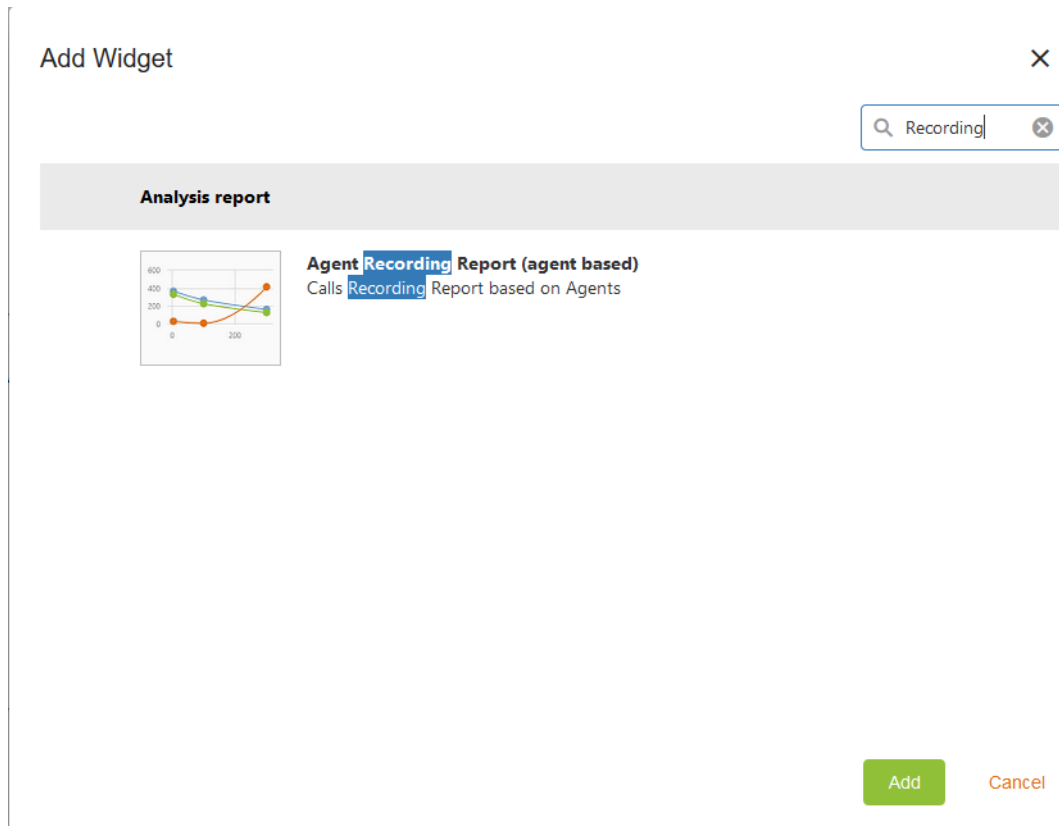 Add Widget
Recording
Analysis report
Agent Recording Report (agent based)
Calls Recording Report based on Agents
600
400
200
0
0 200
Add Cancel